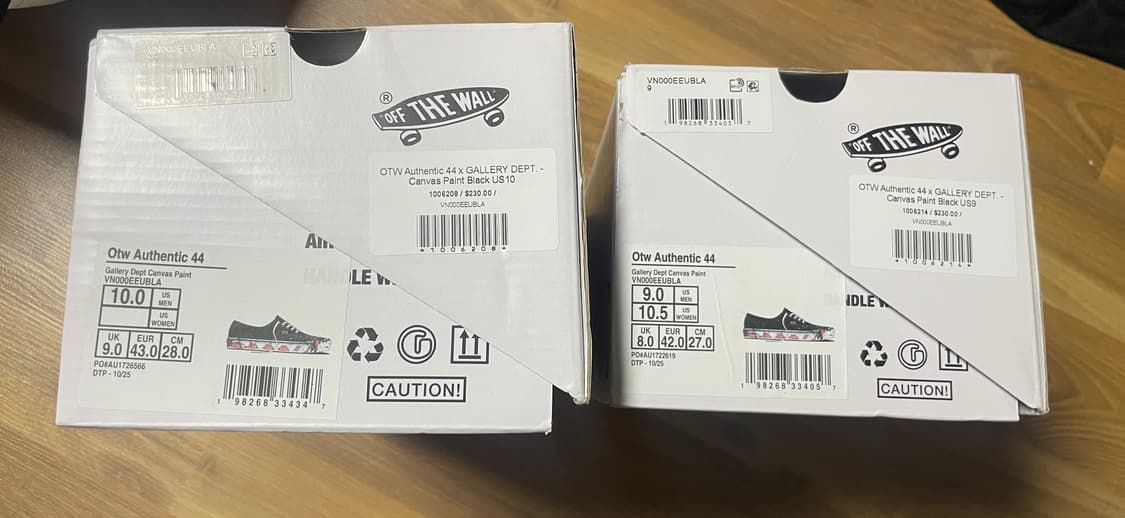 VN000EEUBLA
®
"OFF THE WALL"
OTW Authentic 44 x GALLERY DEPT. -
Canvas Paint Black US10
1006208 / $230.00 /
VN000EEUBLA
*1006208*
Otw Authentic 44
Gallery Dept Canvas Paint
VN000EEUBLA
10.0 US MEN
US WOMEN
UK EUR CM
9.0 43.0 28.0
PO#AU1726566
DTP - 10/25
1 98268 33434 7
HANDLE
CAUTION!
VN000EEUBLA
9
1 98268 33405 7
®
"OFF THE WALL"
OTW Authentic 44 x GALLERY DEPT. -
Canvas Paint Black US9
1006214 / $230.00 /
VN000EEUBLA
*1006214*
Otw Authentic 44
Gallery Dept Canvas Paint
VN000EEUBLA
9.0 US MEN
10.5 US WOMEN
UK EUR CM
8.0 42.0 27.0
PO#AU1722619
DTP - 10/25
1 98268 33405 7
HANDLE
CAUTION!